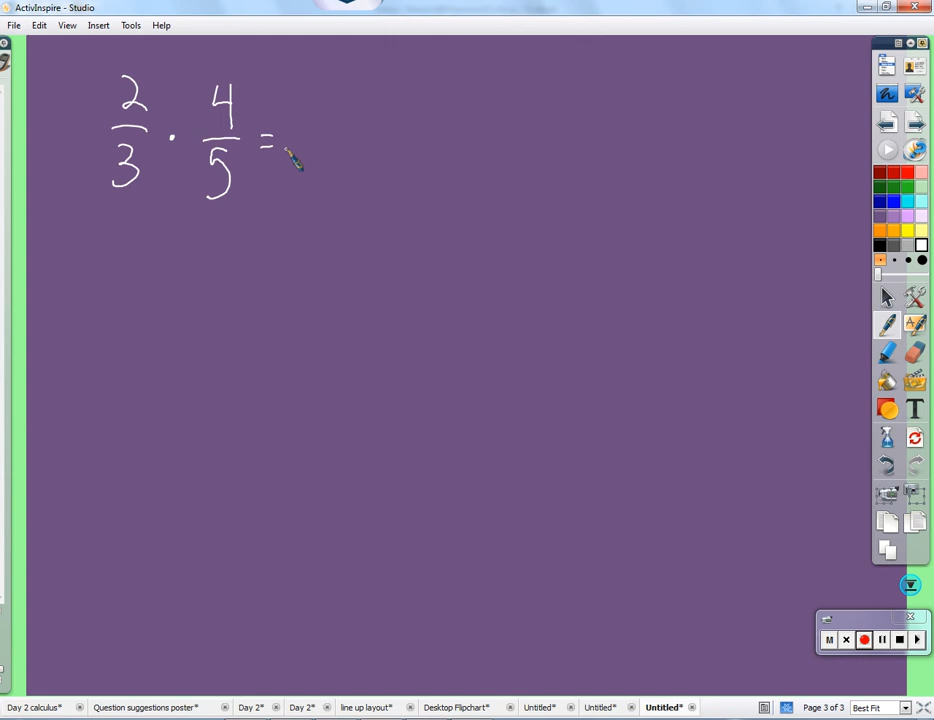 ActivInspire - Studio
File Edit View Insert Tools Help
2/3 · 4/5 =
M
Day 2 calculus* Question suggestions poster* Day 2* Day 2* line up layout* Desktop Flipchart* Untitled* Untitled* Untitled* Page 3 of 3 Best Fit